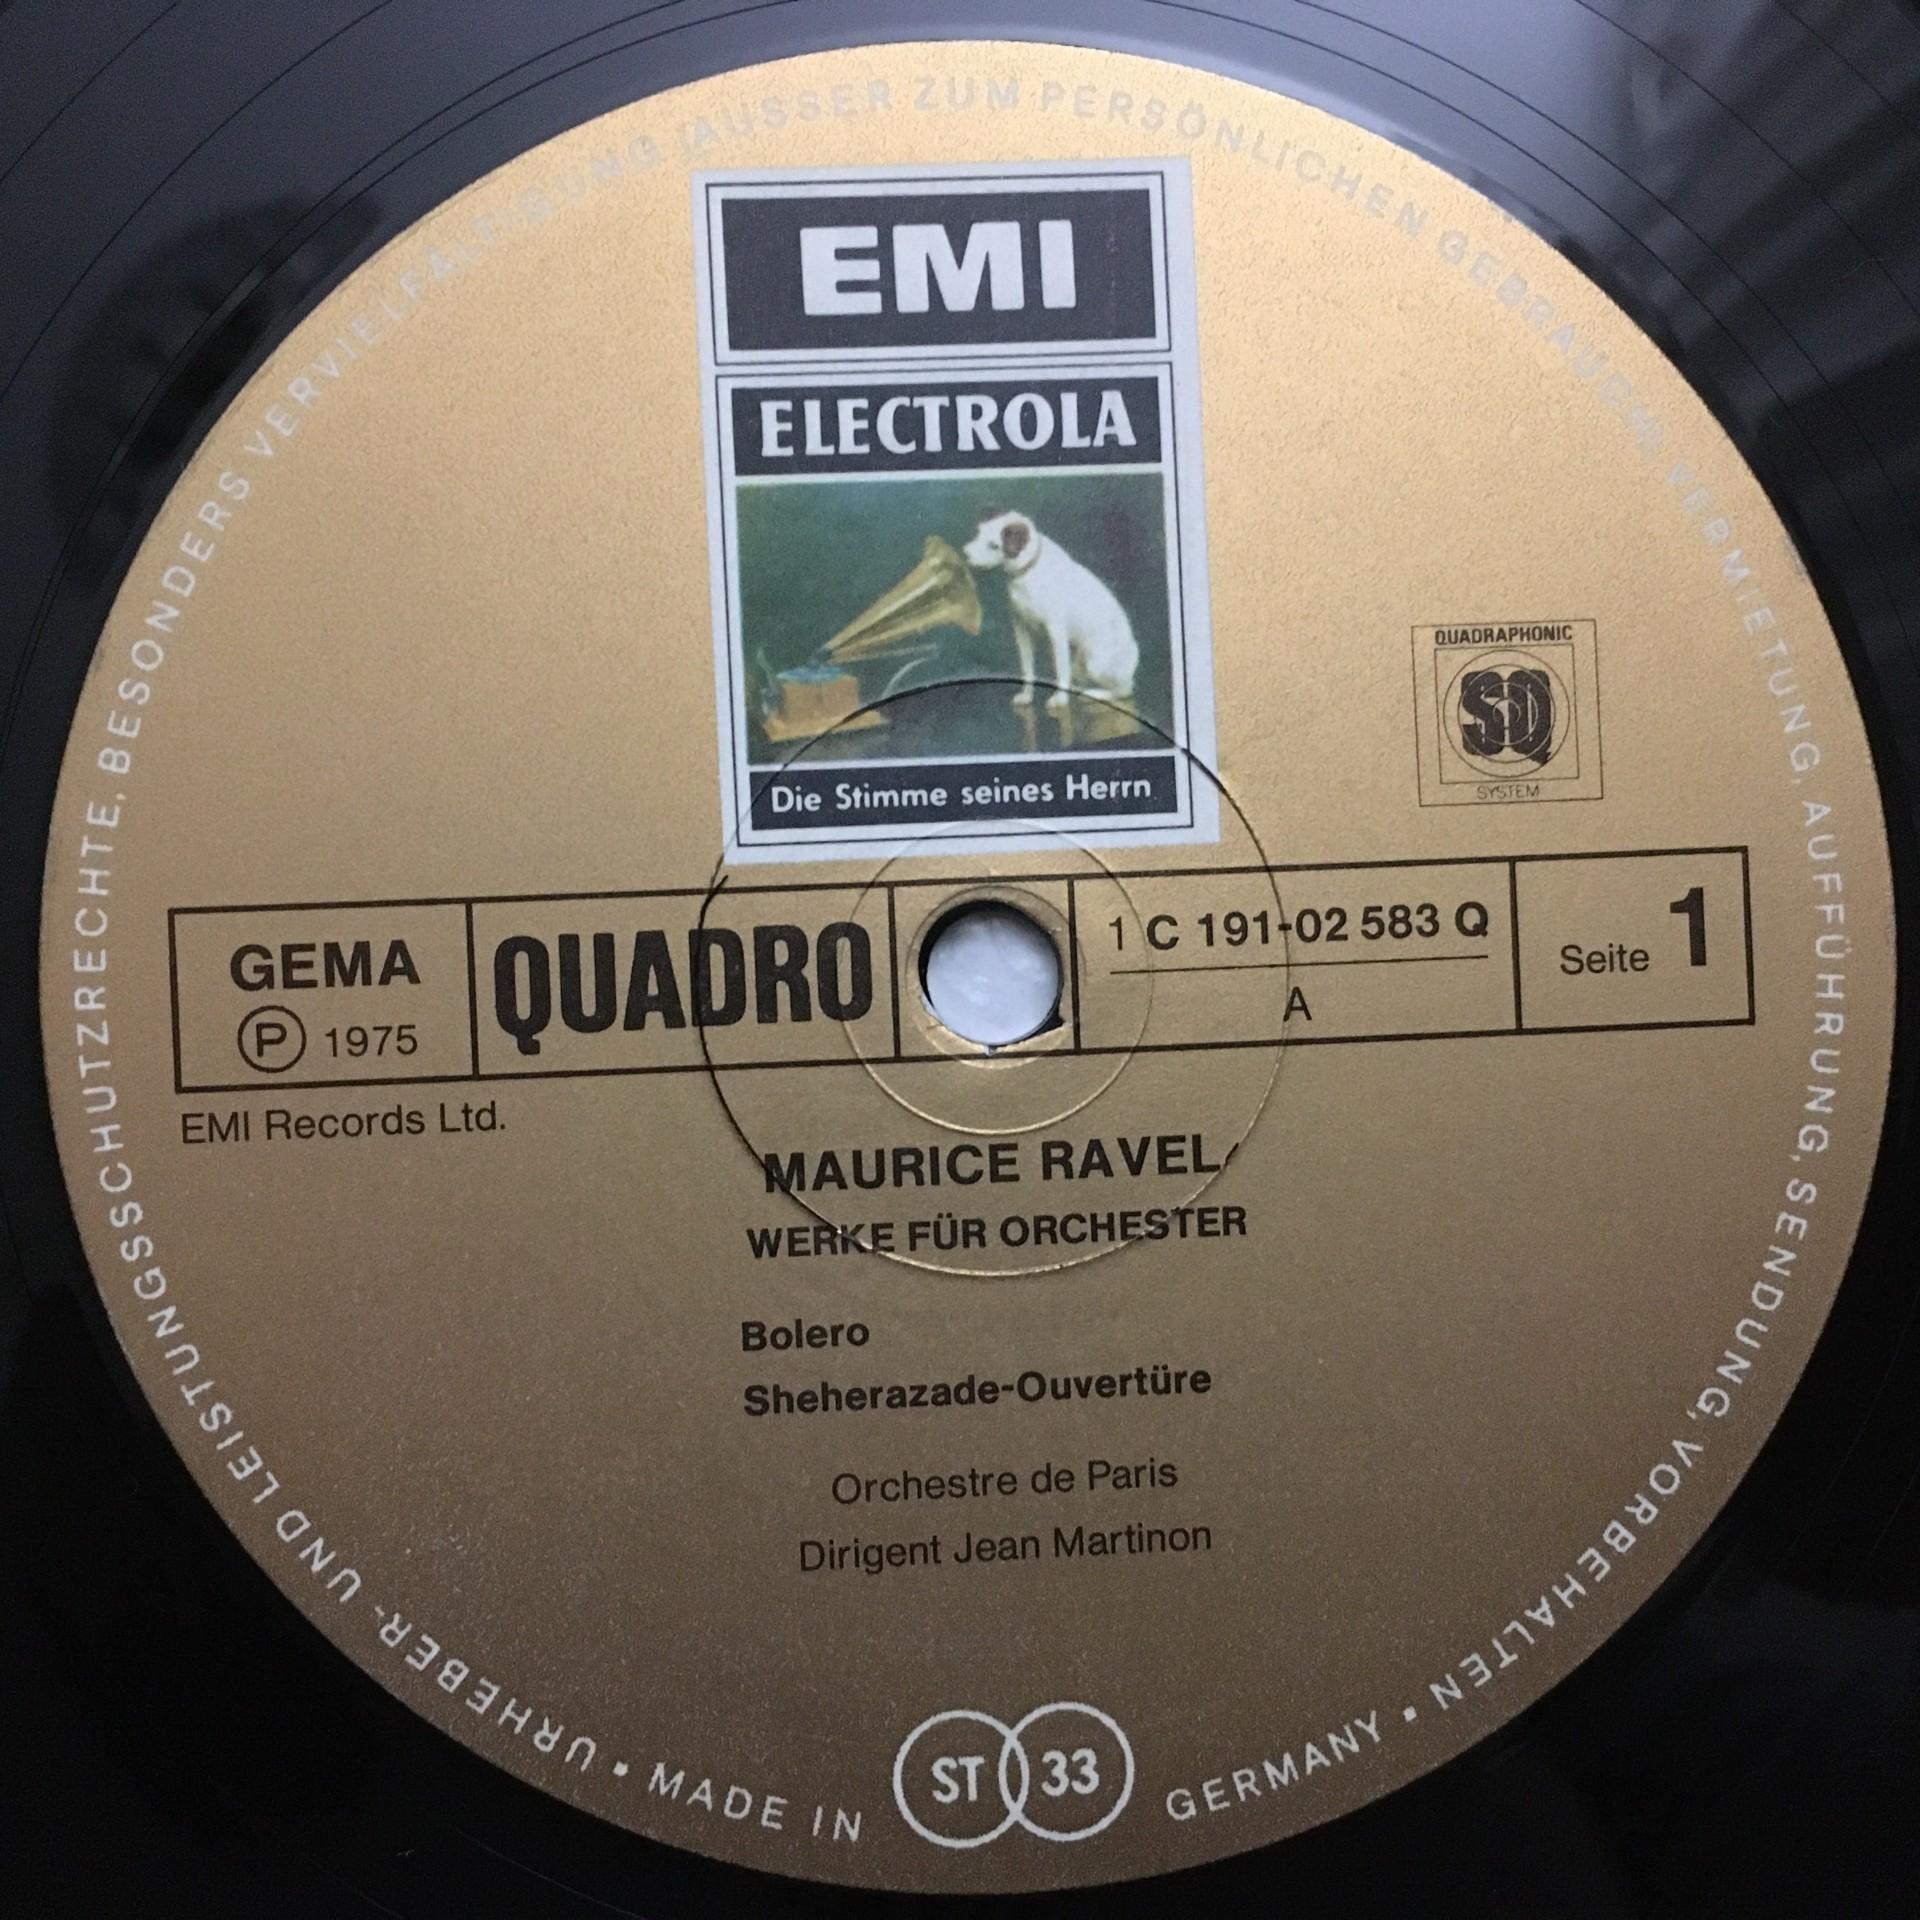 EMI
ELECTROLA
Die Stimme seines Herrn
QUADRAPHONIC
SQ
SYSTEM
GEMA
Ⓟ 1975
QUADRO
1 C 191-02 583 Q
A
Seite 1
EMI Records Ltd.
MAURICE RAVEL
WERKE FÜR ORCHESTER
Bolero
Sheherazade-Ouvertüre
Orchestre de Paris
Dirigent Jean Martinon
ST 33
MADE IN GERMANY
URHEBER- UND LEISTUNGSSCHUTZRECHTE, BESONDERS VERVIELFÄLTIGUNG (AUSSER ZUM PERSÖNLICHEN GEBRAUCH), VERMIETUNG, AUFFÜHRUNG, SENDUNG, VORBEHALTEN